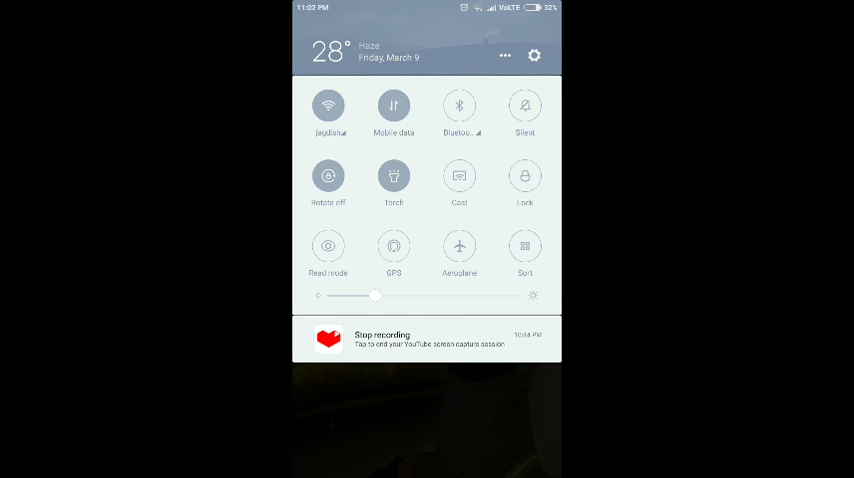 11:02 PM VoLTE 32%
28° Haze
Friday, March 9
jagdish Mobile data Bluetoo.. Silent
Rotate off Torch Cast Lock
Read mode GPS Aeroplane Sort
Stop recording 10:44 PM
Tap to end your YouTube screen capture session